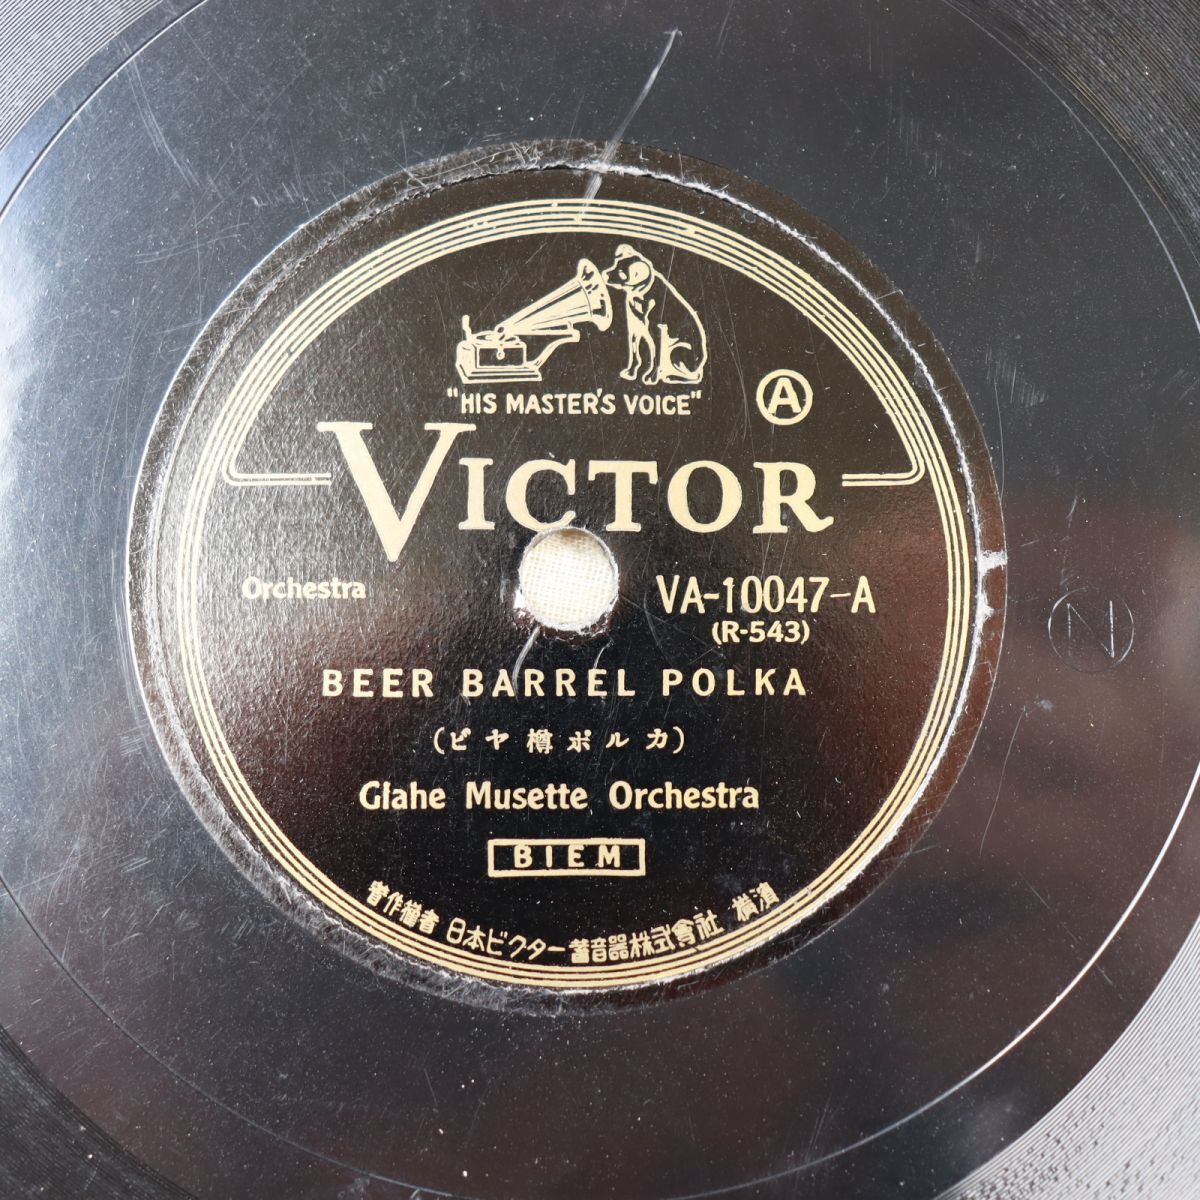 "HIS MASTER'S VOICE"
A
VICTOR
Orchestra
VA-10047-A
(R-543)
N
BEER BARREL POLKA
(ビヤ樽ポルカ)
Glahe Musette Orchestra
BIEM
著作権者 日本ビクター蓄音器株式會社 横濱